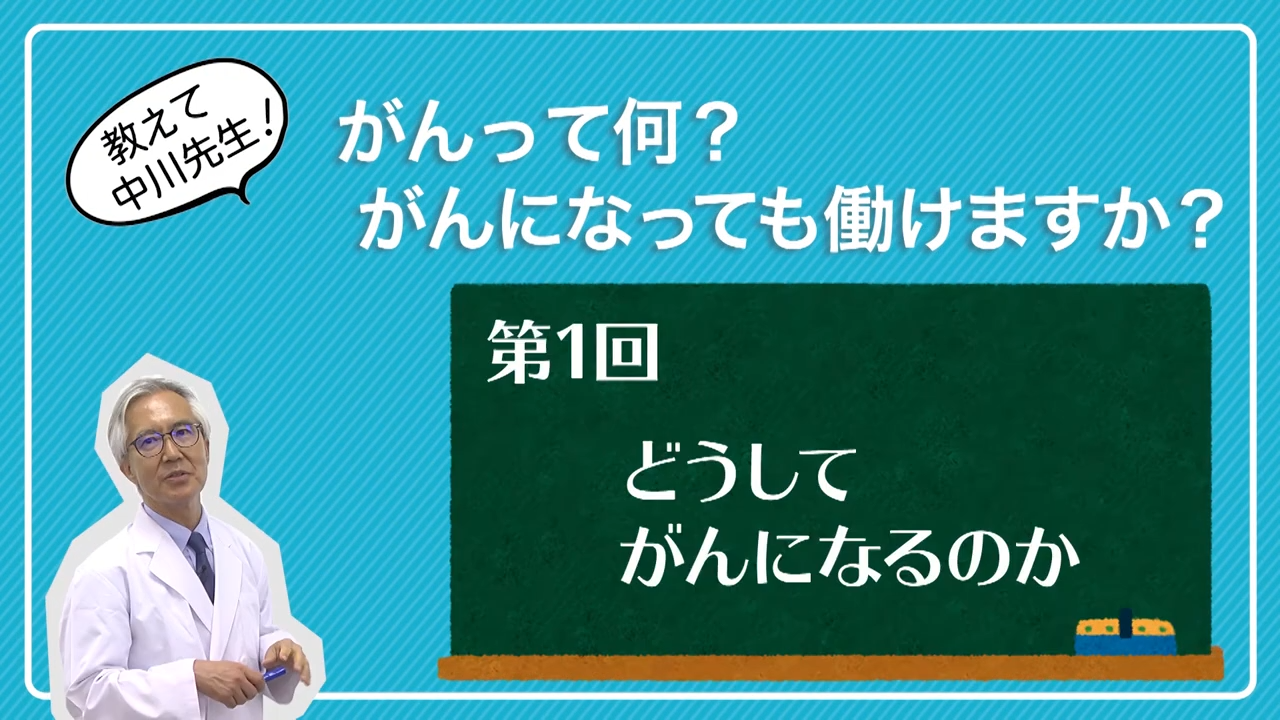 教えて
中川先生！
がんって何？
がんになっても働けますか？
第1回
どうして
がんになるのか